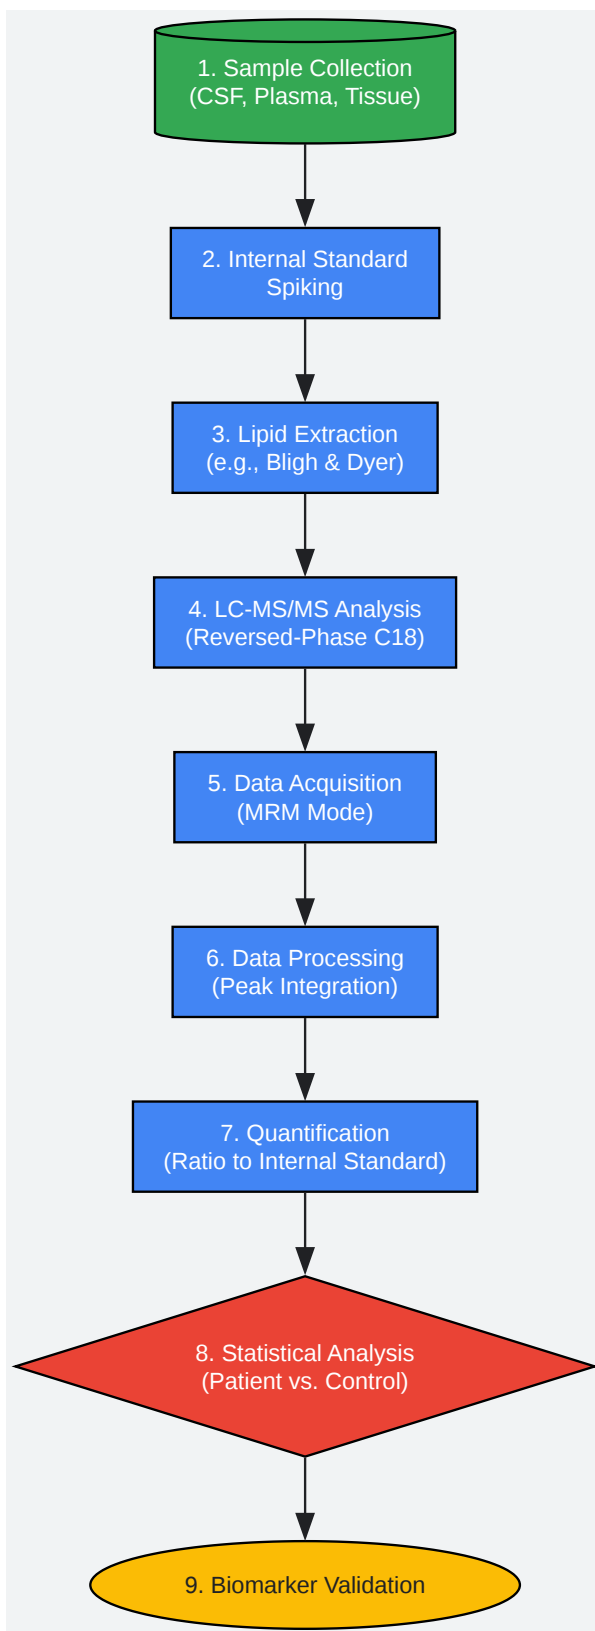 1. Sample Collection
(CSF, Plasma, Tissue)
2. Internal Standard
Spiking
3. Lipid Extraction
(e.g., Bligh & Dyer)
4. LC-MS/MS Analysis
(Reversed-Phase C18)
5. Data Acquisition
(MRM Mode)
6. Data Processing
(Peak Integration)
7. Quantification
(Ratio to Internal Standard)
8. Statistical Analysis
(Patient vs. Control)
9. Biomarker Validation